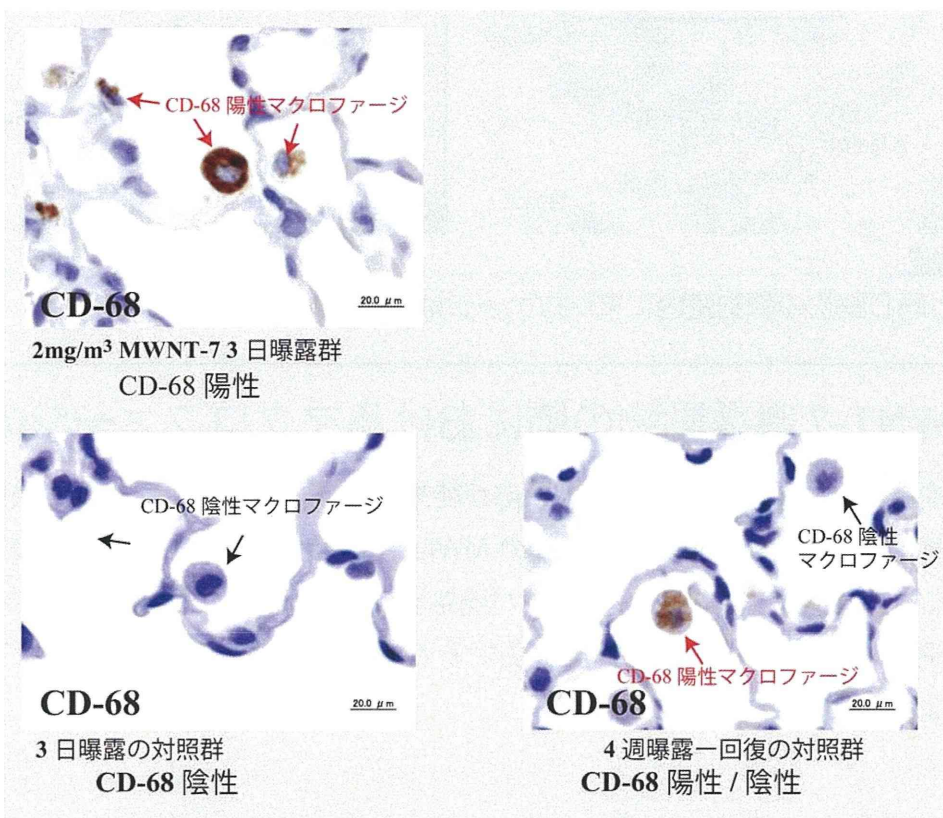 CD-68 陽性マクロファージ
CD-68
20.0 μm
2mg/m³ MWNT-7 3 日曝露群
CD-68 陽性
CD-68 陰性マクロファージ
CD-68
20.0 μm
3 日曝露の対照群
CD-68 陰性
CD-68 陰性
マクロファージ
CD-68 陽性マクロファージ
CD-68
20.0 μm
4 週曝露ー回復の対照群
CD-68 陽性 / 陰性